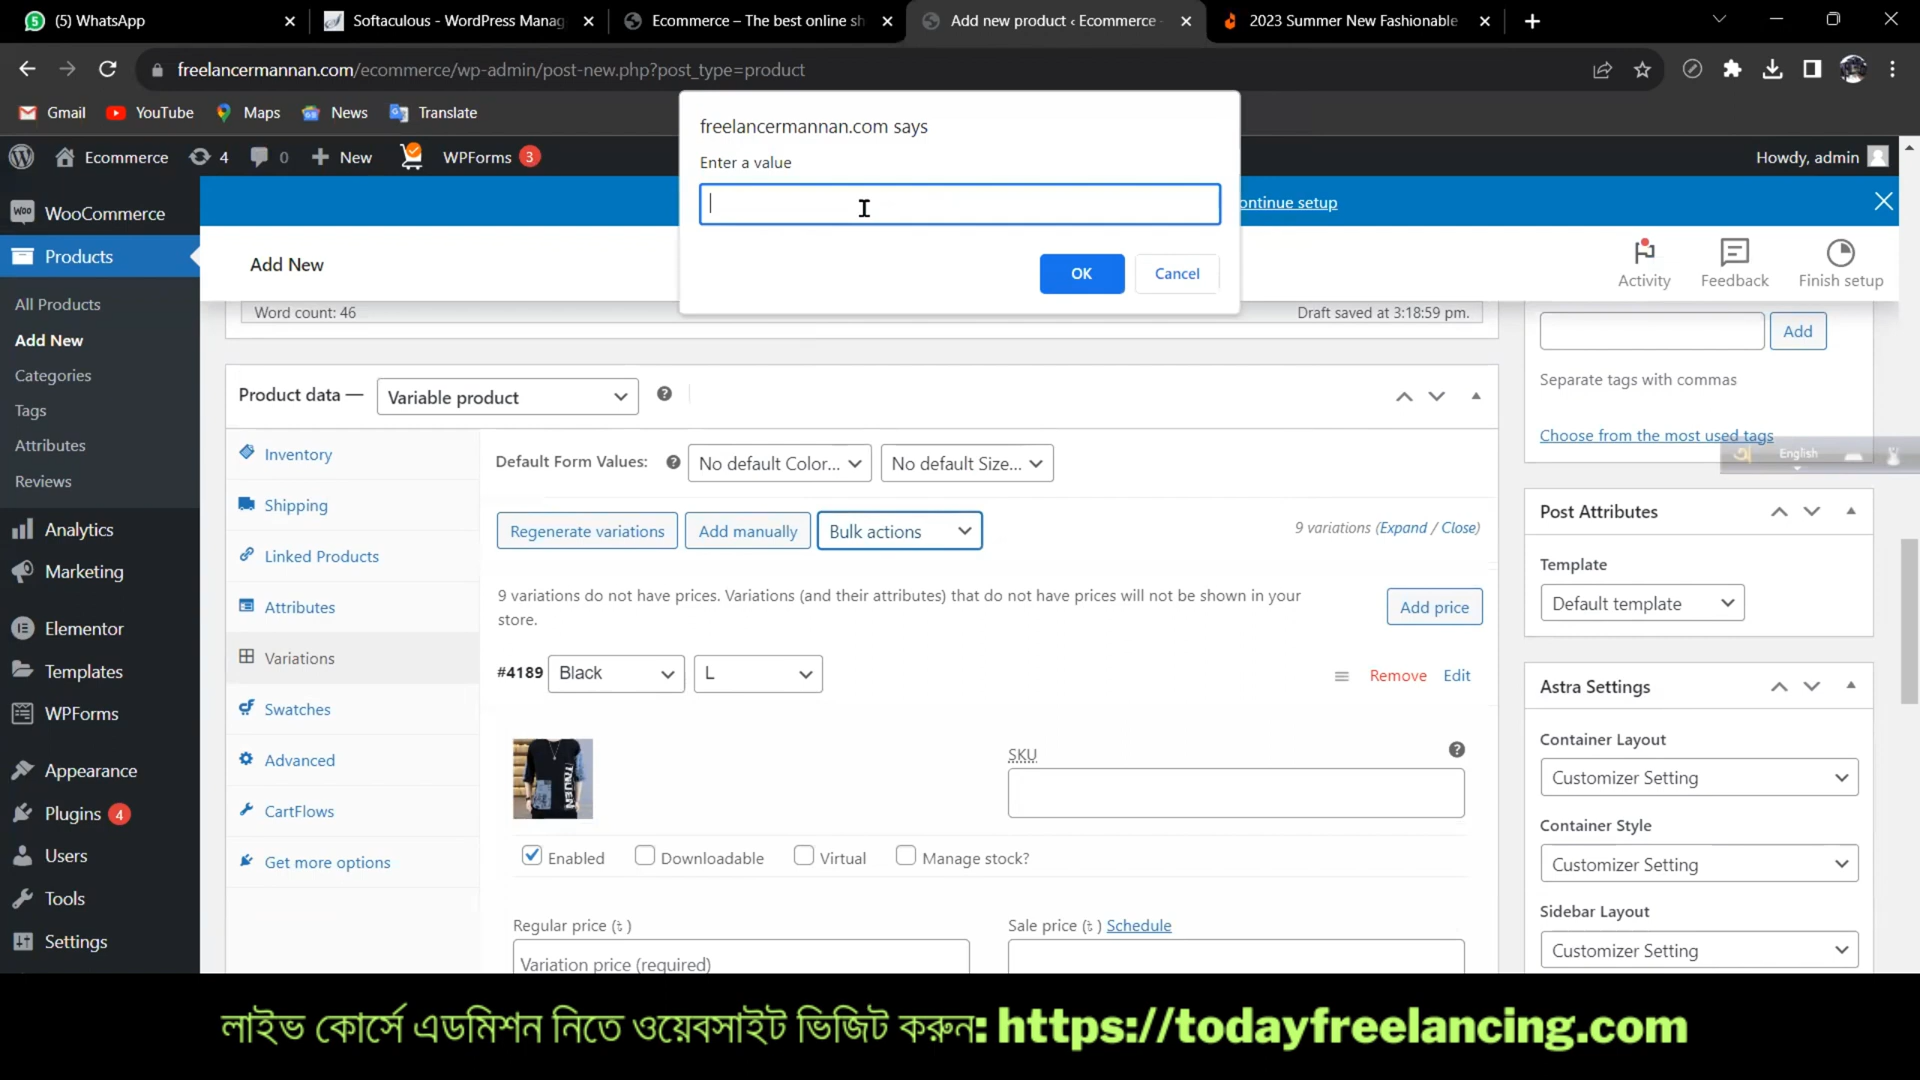 (5) WhatsApp
Softaculous - WordPress Manag
Ecommerce – The best online sh
Add new product ‹ Ecommerce -
2023 Summer New Fashionable
freelancermannan.com/ecommerce/wp-admin/post-new.php?post_type=product
Gmail
YouTube
Maps
News
Translate
freelancermannan.com says
Enter a value
OK
Cancel
Ecommerce
4
0
New
WPForms 3
Howdy, admin
ontinue setup
Woo WooCommerce
Products
All Products
Add New
Categories
Tags
Attributes
Reviews
Analytics
Marketing
Elementor
Templates
WPForms
Appearance
Plugins 4
Users
Tools
Settings
Add New
Activity
Feedback
Finish setup
Word count: 46
Draft saved at 3:18:59 pm.
Product data — Variable product
Inventory
Shipping
Linked Products
Attributes
Variations
Swatches
Advanced
CartFlows
Get more options
Default Form Values: No default Color... No default Size...
Regenerate variations
Add manually
Bulk actions
9 variations (Expand / Close)
9 variations do not have prices. Variations (and their attributes) that do not have prices will not be shown in your
store.
Add price
#4189 Black L
Remove Edit
SKU
Enabled
Downloadable
Virtual
Manage stock?
Regular price (৳ )
Sale price (৳ ) Schedule
Variation price (required)
Add
Separate tags with commas
Choose from the most used tags
English
Post Attributes
Template
Default template
Astra Settings
Container Layout
Customizer Setting
Container Style
Customizer Setting
Sidebar Layout
Customizer Setting
লাইভ কোর্সে এডমিশন নিতে ওয়েবসাইট ভিজিট করুন: https://todayfreelancing.com